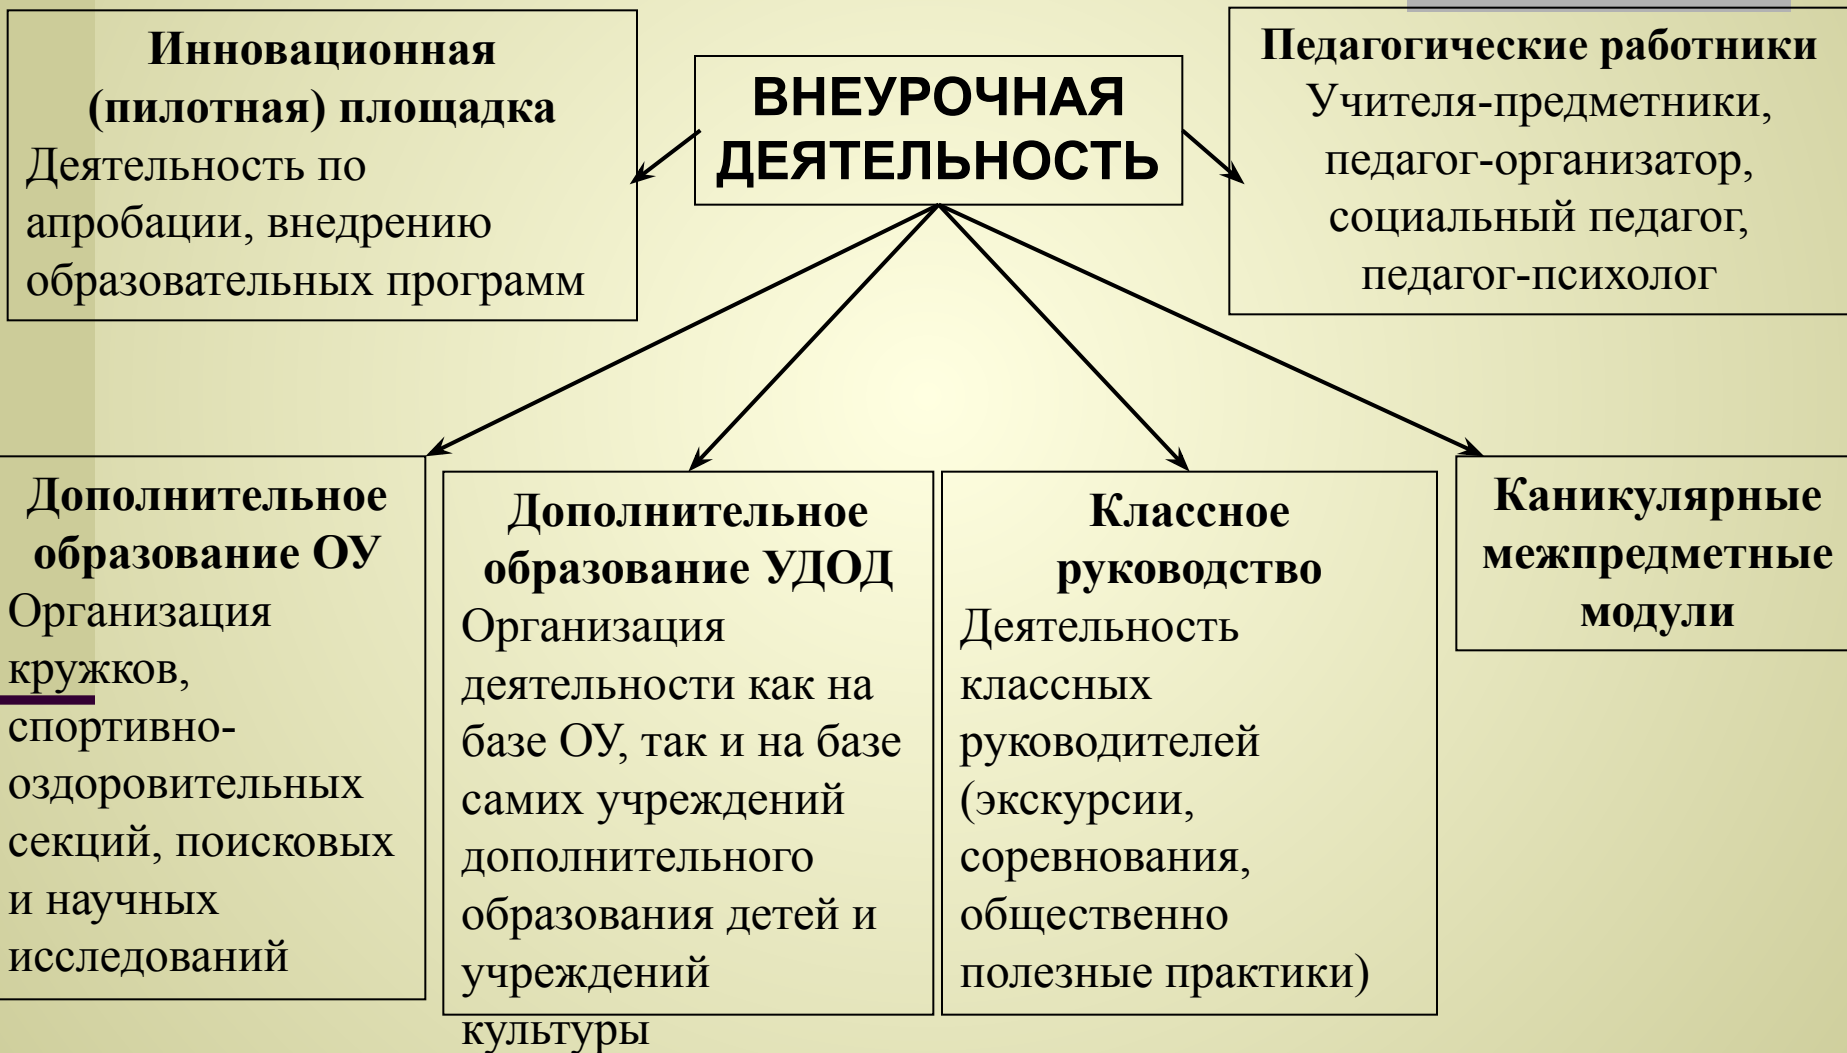 Инновационная
(пилотная) площадка
Деятельность по
апробации, внедрению
образовательных программ
ВНЕУРОЧНАЯ
ДЕЯТЕЛЬНОСТЬ
Педагогические работники
Учителя-предметники,
педагог-организатор,
социальный педагог,
педагог-психолог
Дополнительное
образование ОУ
Организация
кружков,
спортивно-
оздоровительных
секций, поисковых
и научных
исследований
Дополнительное
образование УДОД
Организация
деятельности как на
базе ОУ, так и на базе
самих учреждений
дополнительного
образования детей и
учреждений
культуры
Классное
руководство
Деятельность
классных
руководителей
(экскурсии,
соревнования,
общественно
полезные практики)
Каникулярные
межпредметные
модули